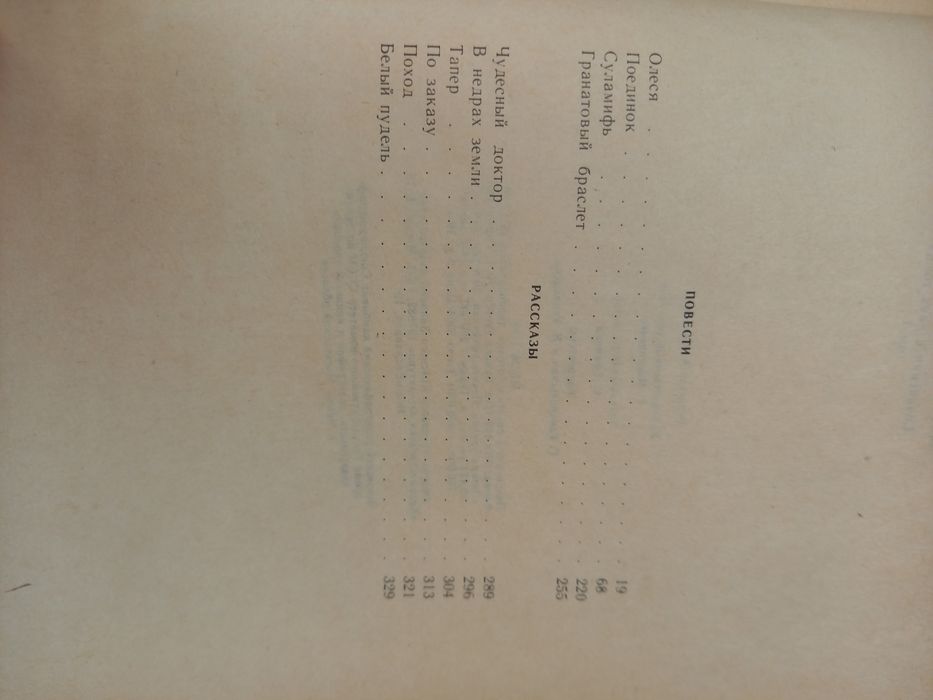 ПОВЕСТИ
Олеся . . . . . . . . . . . . . . . . . . 19
Поединок . . . . . . . . . . . . . . . . . 68
Суламифь . . . . . . . . . . . . . . . . . 220
Гранатовый браслет . . . . . . . . . . . . . . 255
РАССКАЗЫ
Чудесный доктор . . . . . . . . . . . . . . . 289
В недрах земли . . . . . . . . . . . . . . . . 296
Тапер . . . . . . . . . . . . . . . . . . 304
По заказу . . . . . . . . . . . . . . . . . 313
Поход . . . . . . . . . . . . . . . . . . 321
Белый пудель . . . . . . . . . . . . . . . . . 329